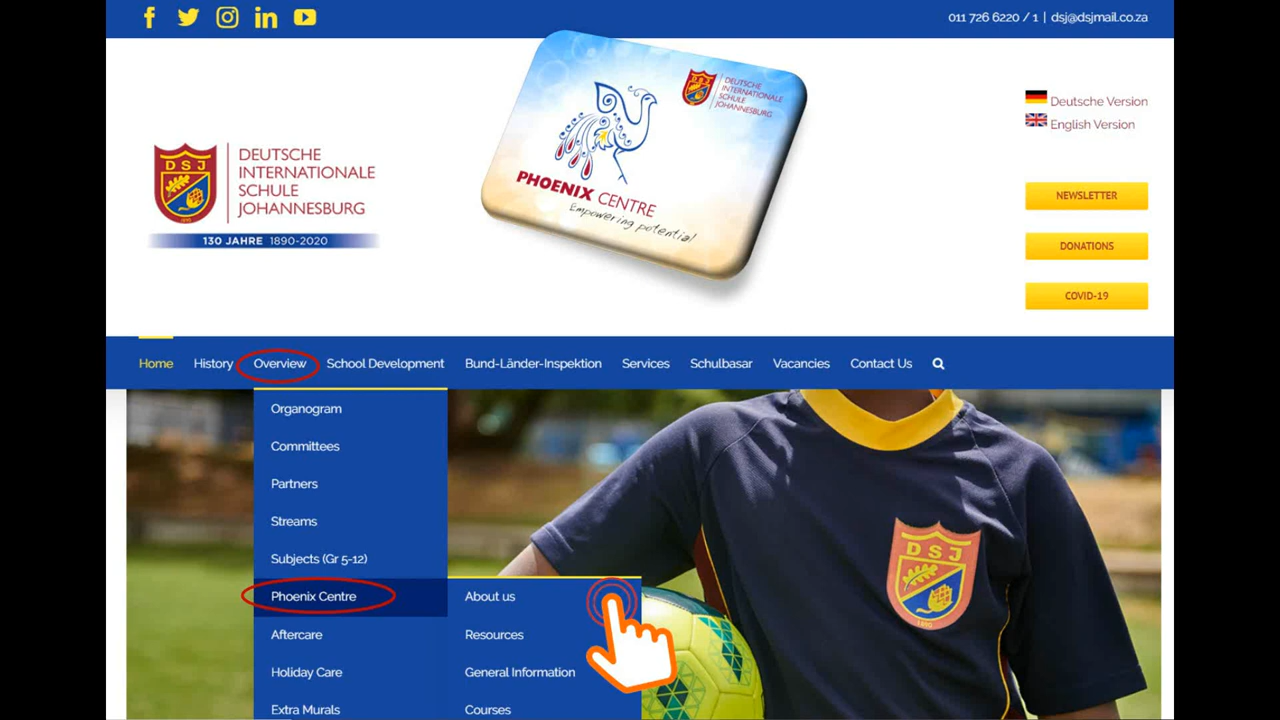 011 726 6220 / 1 | dsj@dsjmail.co.za
DEUTSCHE
INTERNATIONALE
SCHULE
JOHANNESBURG
PHOENIX CENTRE
Empowering potential
Deutsche Version
English Version
DSJ
DEUTSCHE
INTERNATIONALE
SCHULE
JOHANNESBURG
1890
130 JAHRE 1890-2020
NEWSLETTER
DONATIONS
COVID-19
Home History Overview School Development Bund-Länder-Inspektion Services Schulbasar Vacancies Contact Us
Organogram
Committees
Partners
Streams
Subjects (Gr 5-12)
Phoenix Centre
Aftercare
Holiday Care
Extra Murals
About us
Resources
General Information
Courses
DSJ
1890